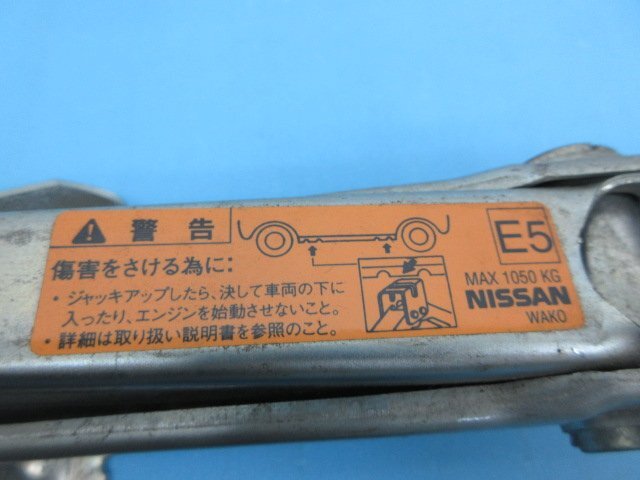 警告
傷害をさける為に:
・ジャッキアップしたら、決して車両の下に
入ったり、エンジンを始動させないこと。
・詳細は取り扱い説明書を参照のこと。
E5
MAX 1050 KG
NISSAN
WAKO